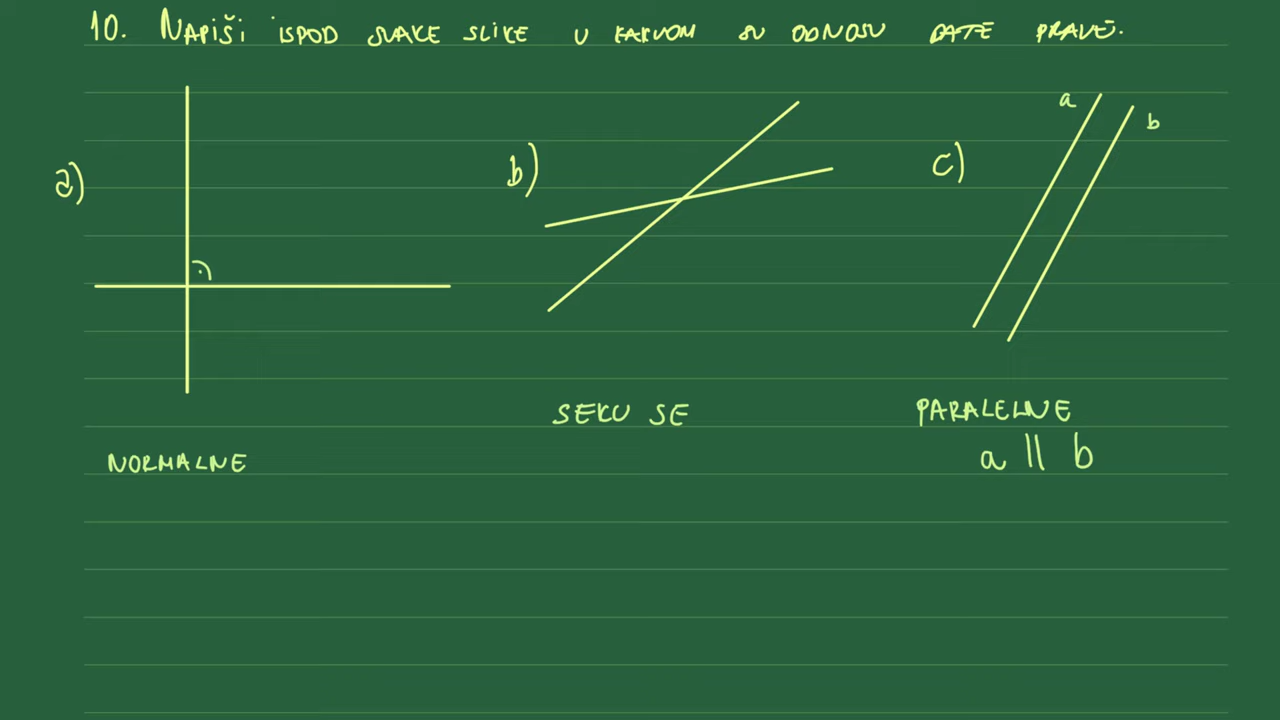 10. NAPIŠI ISPOD SVAKE SLIKE U KAKVOM SU ODNOSU DATE PRAVE.
a)
b)
c)
a
b
SEKU SE
PARALELNE
NORMALNE
a || b